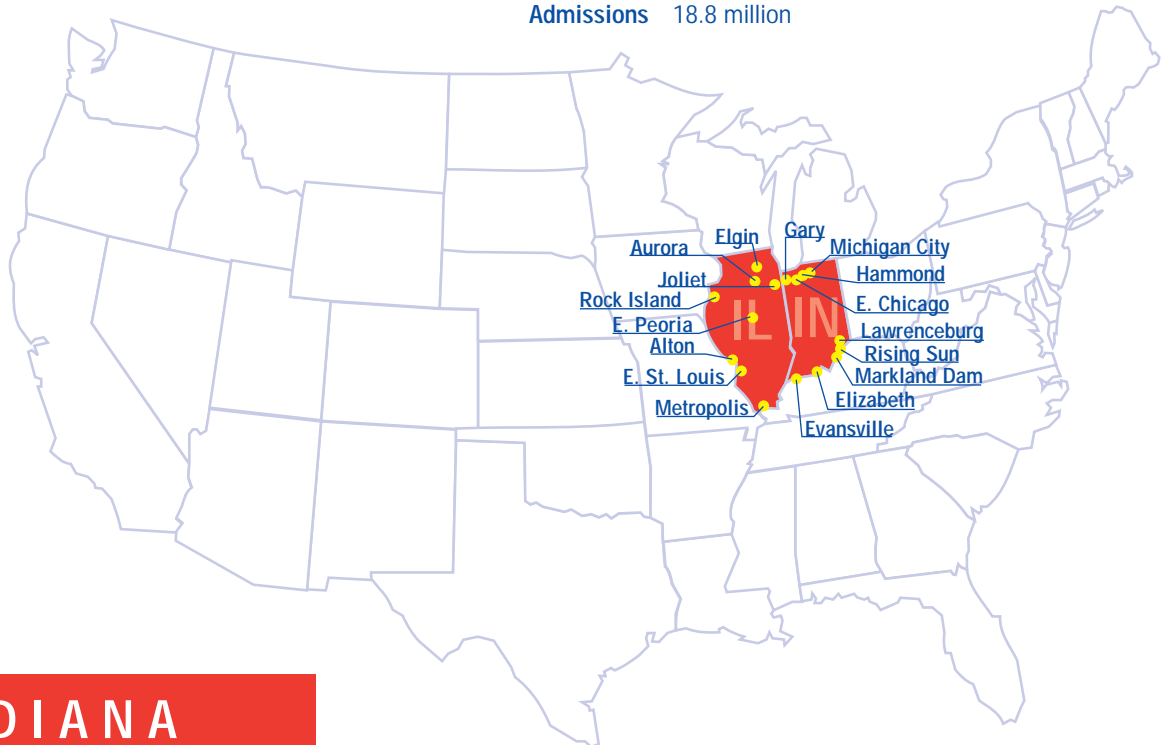 Admissions 18.8 million
Elgin
Gary
Aurora
Michigan City
Joliet
Hammond
Rock Island
E. Chicago
E. Peoria
IL
IN
Lawrenceburg
Alton
Rising Sun
E. St. Louis
Markland Dam
Metropolis
Elizabeth
Evansville
DIANA